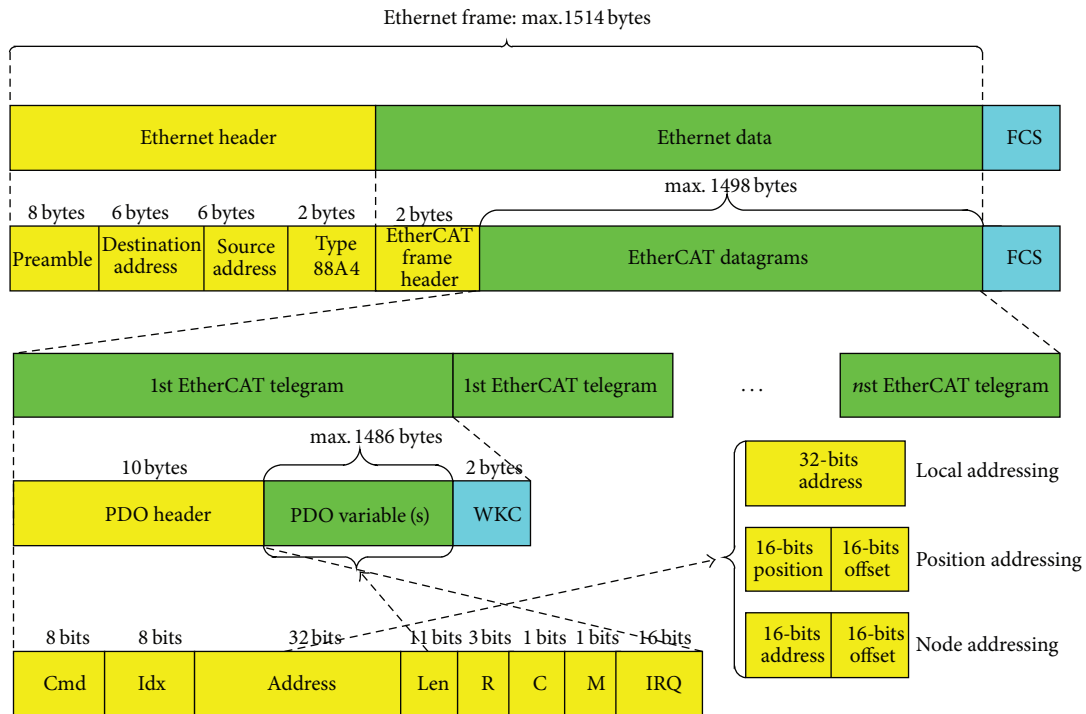 Ethernet frame: max.1514 bytes
Ethernet header
Ethernet data
FCS
max. 1498 bytes
8 bytes
6 bytes
6 bytes
2 bytes
2 bytes
Preamble
Destination
address
Source
address
Type
88A4
EtherCAT
frame
header
EtherCAT datagrams
FCS
1st EtherCAT telegram
1st EtherCAT telegram
...
nst EtherCAT telegram
max. 1486 bytes
10 bytes
2 bytes
PDO header
PDO variable (s)
WKC
32-bits
address
Local addressing
16-bits
position
16-bits
offset
Position addressing
16-bits
address
16-bits
offset
Node addressing
8 bits
8 bits
32bits
11 bits
3 bits
1 bits
1 bits
16 bits
Cmd
Idx
Address
Len
R
C
M
IRQ